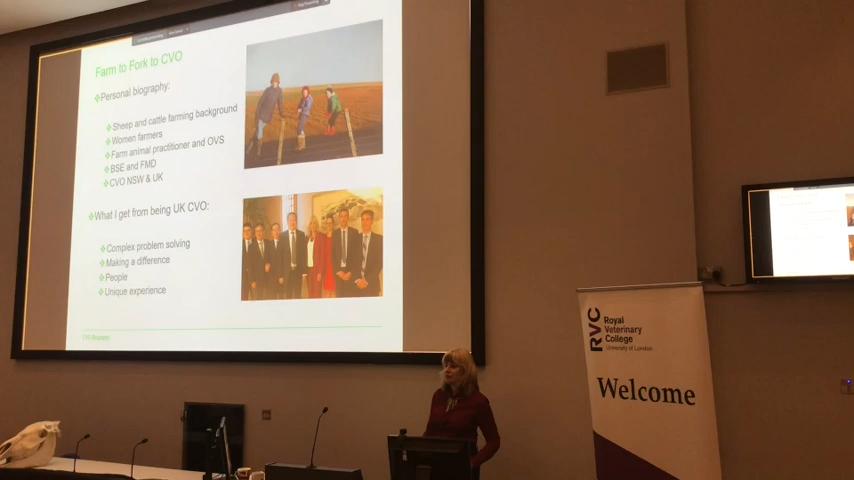 Farm to Fork to CVO
Personal biography:
Sheep and cattle farming background
Women farmers
Farm animal practitioner and OVS
BSE and FMD
CVO NSW & UK
What I get from being UK CVO:
Complex problem solving
Making a difference
People
Unique experience
RVC
Royal
Veterinary
College
University of London
Welcome